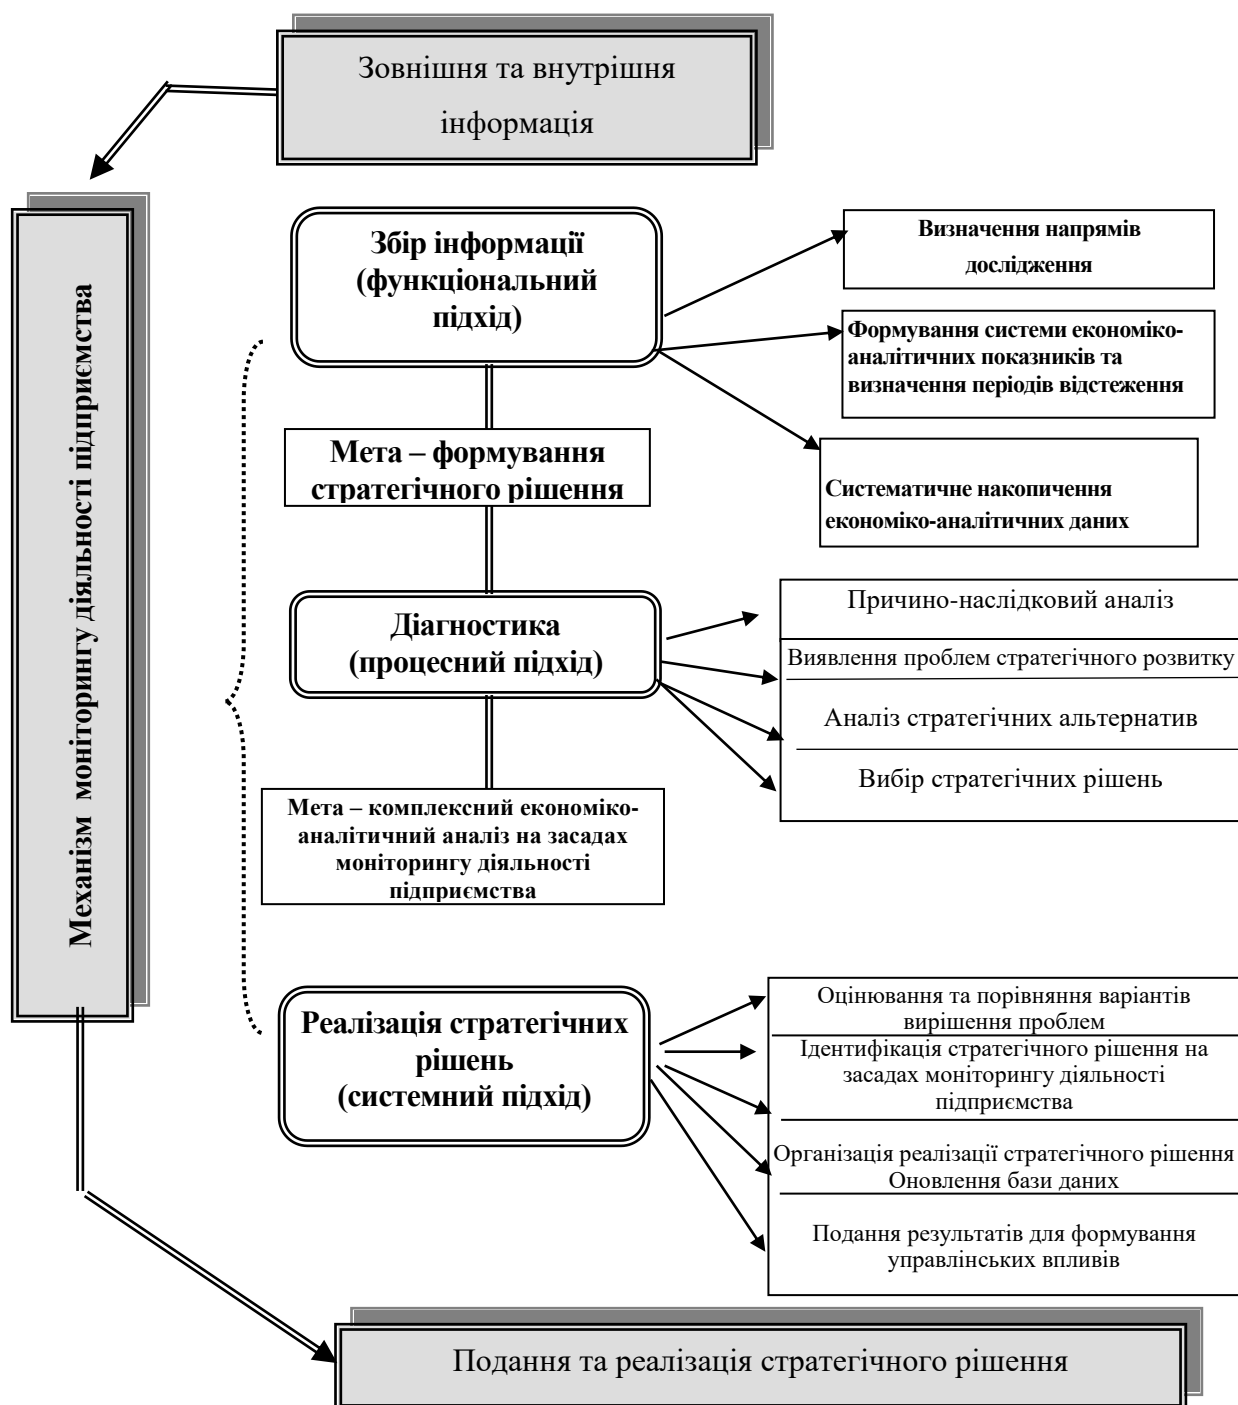 Зовнішня та внутрішня
інформація
Механізм моніторингу діяльності підприємства
Збір інформації
(функціональний
підхід)
Визначення напрямів
дослідження
Формування системи економіко-
аналітичних показників та
визначення періодів відстеження
Систематичне накопичення
економіко-аналітичних даних
Мета – формування
стратегічного рішення
Діагностика
(процесний підхід)
Причино-наслідковий аналіз
Виявлення проблем стратегічного розвитку
Аналіз стратегічних альтернатив
Вибір стратегічних рішень
Мета – комплексний економіко-
аналітичний аналіз на засадах
моніторингу діяльності
підприємства
Реалізація стратегічних
рішень
(системний підхід)
Оцінювання та порівняння варіантів
вирішення проблем
Ідентифікація стратегічного рішення на
засадах моніторингу діяльності
підприємства
Організація реалізації стратегічного рішення
Оновлення бази даних
Подання результатів для формування
управлінських впливів
Подання та реалізація стратегічного рішення